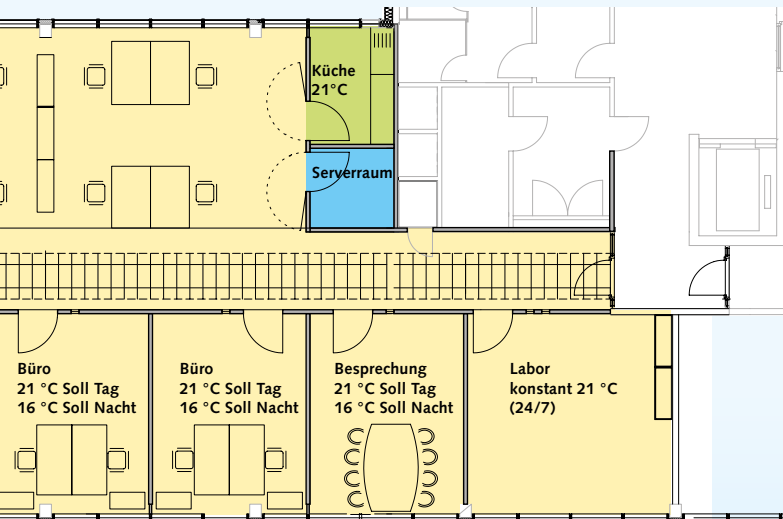 Küche
21°C
Serverraum
Büro
21 °C Soll Tag
16 °C Soll Nacht
Büro
21 °C Soll Tag
16 °C Soll Nacht
Besprechung
21 °C Soll Tag
16 °C Soll Nacht
Labor
konstant 21 °C
(24/7)